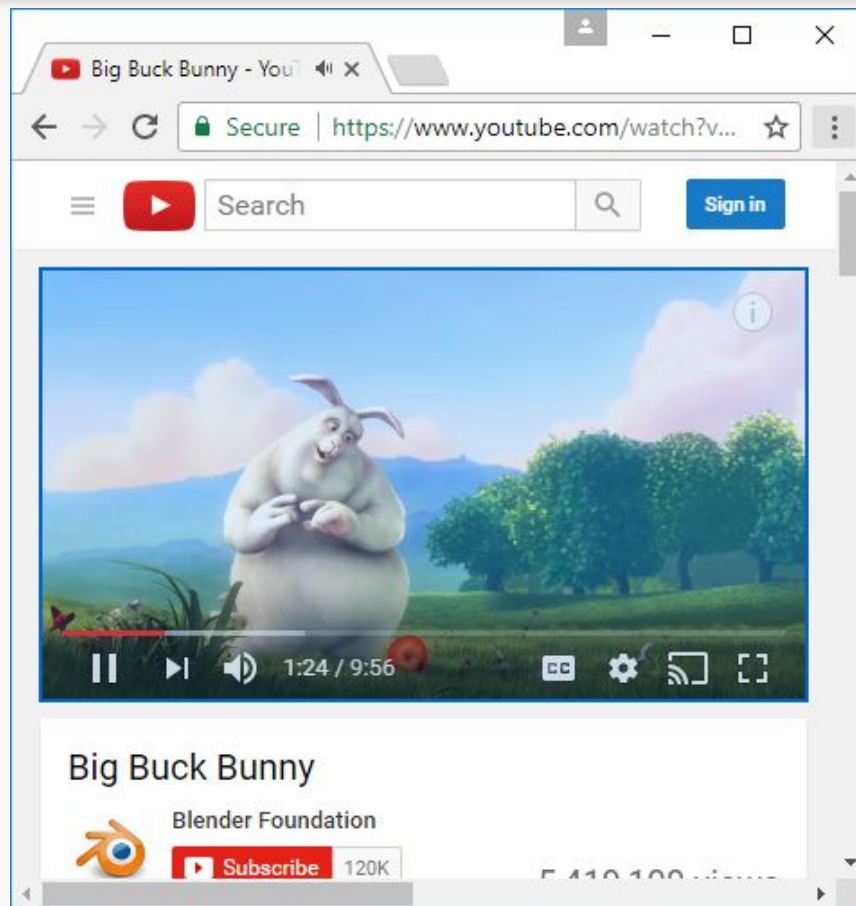 Big Buck Bunny - You
Secure | https://www.youtube.com/watch?v...
Search
Sign in
1:24 / 9:56
CC
Big Buck Bunny
Blender Foundation
Subscribe 120K